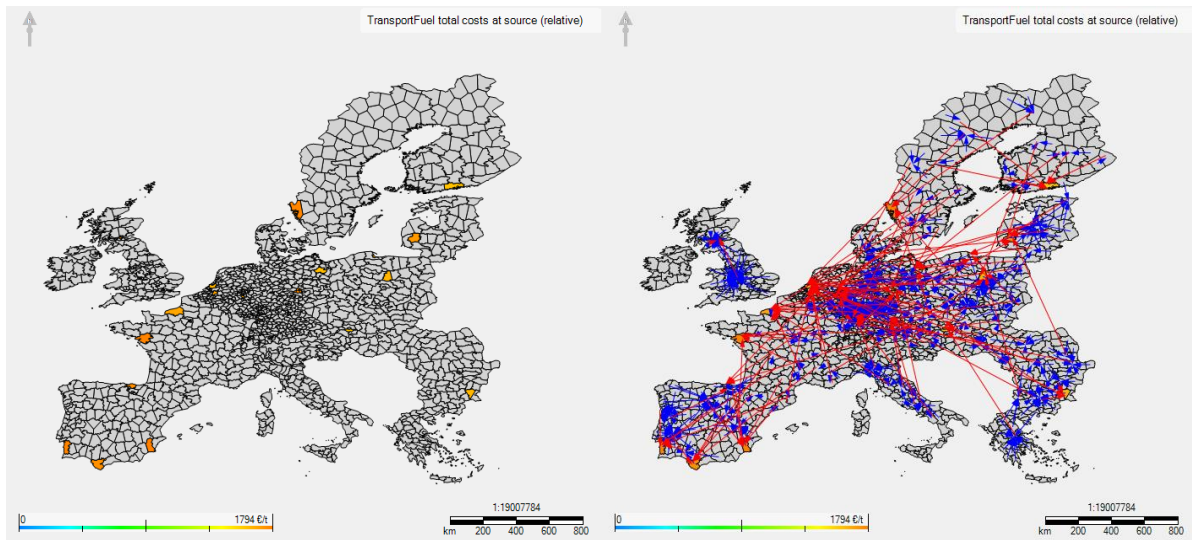 TransportFuel total costs at source (relative)
0 1794 €/t
1:19007784
km 200 400 600 800
TransportFuel total costs at source (relative)
0 1794 €/t
1:19007784
km 200 400 600 800